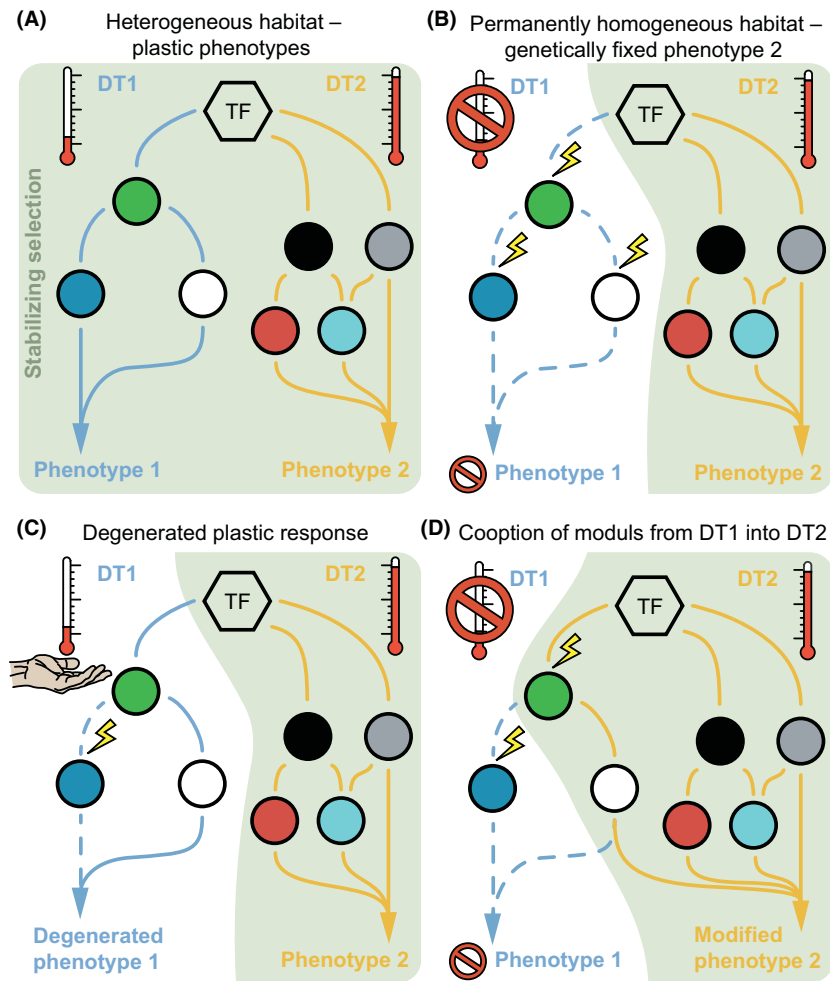 (A)
Heterogeneous habitat –
plastic phenotypes
DT1
DT2
TF
Stabilizing selection
Phenotype 1
Phenotype 2
(B)
Permanently homogeneous habitat –
genetically fixed phenotype 2
DT1
DT2
TF
Phenotype 1
Phenotype 2
(C)
Degenerated plastic response
DT1
DT2
TF
Degenerated
phenotype 1
Phenotype 2
(D)
Cooption of moduls from DT1 into DT2
DT1
DT2
TF
Phenotype 1
Modified
phenotype 2